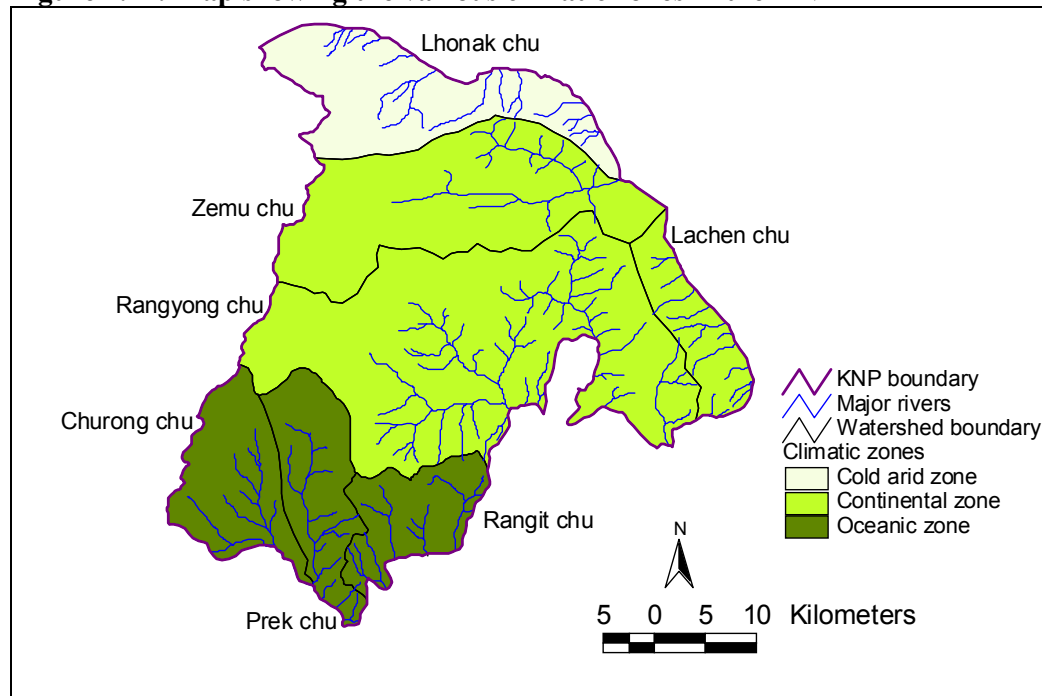 Lhonak chu
Zemu chu
Lachen chu
Rangyong chu
Churong chu
Rangit chu
Prek chu
KNP boundary
Major rivers
Watershed boundary
Climatic zones
Cold arid zone
Continental zone
Oceanic zone
N
5 0 5 10 Kilometers